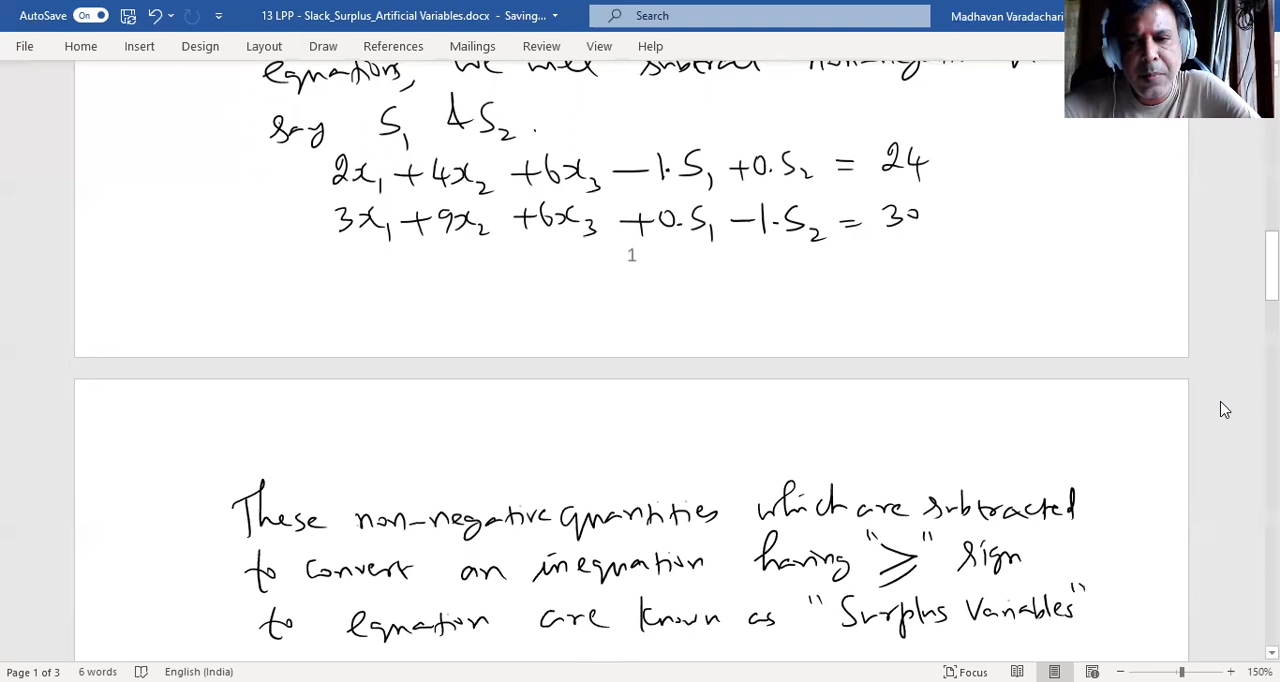 AutoSave On 13 LPP - Slack_Surplus_Artificial Variables.docx - Saving... Search Madhavan Varadachari
File Home Insert Design Layout Draw References Mailings Review View Help
equations, we will
say S1 & S2.
2x1 + 4x2 + 6x3 - 1.S1 + 0.S2 = 24
3x1 + 9x2 + 6x3 + 0.S1 - 1.S2 = 30
1
These non-negative quantities which are subtracted
to convert an inequation having "≥" sign
to equation are known as "Surplus Variables"
Page 1 of 3 6 words English (India) Focus 150%